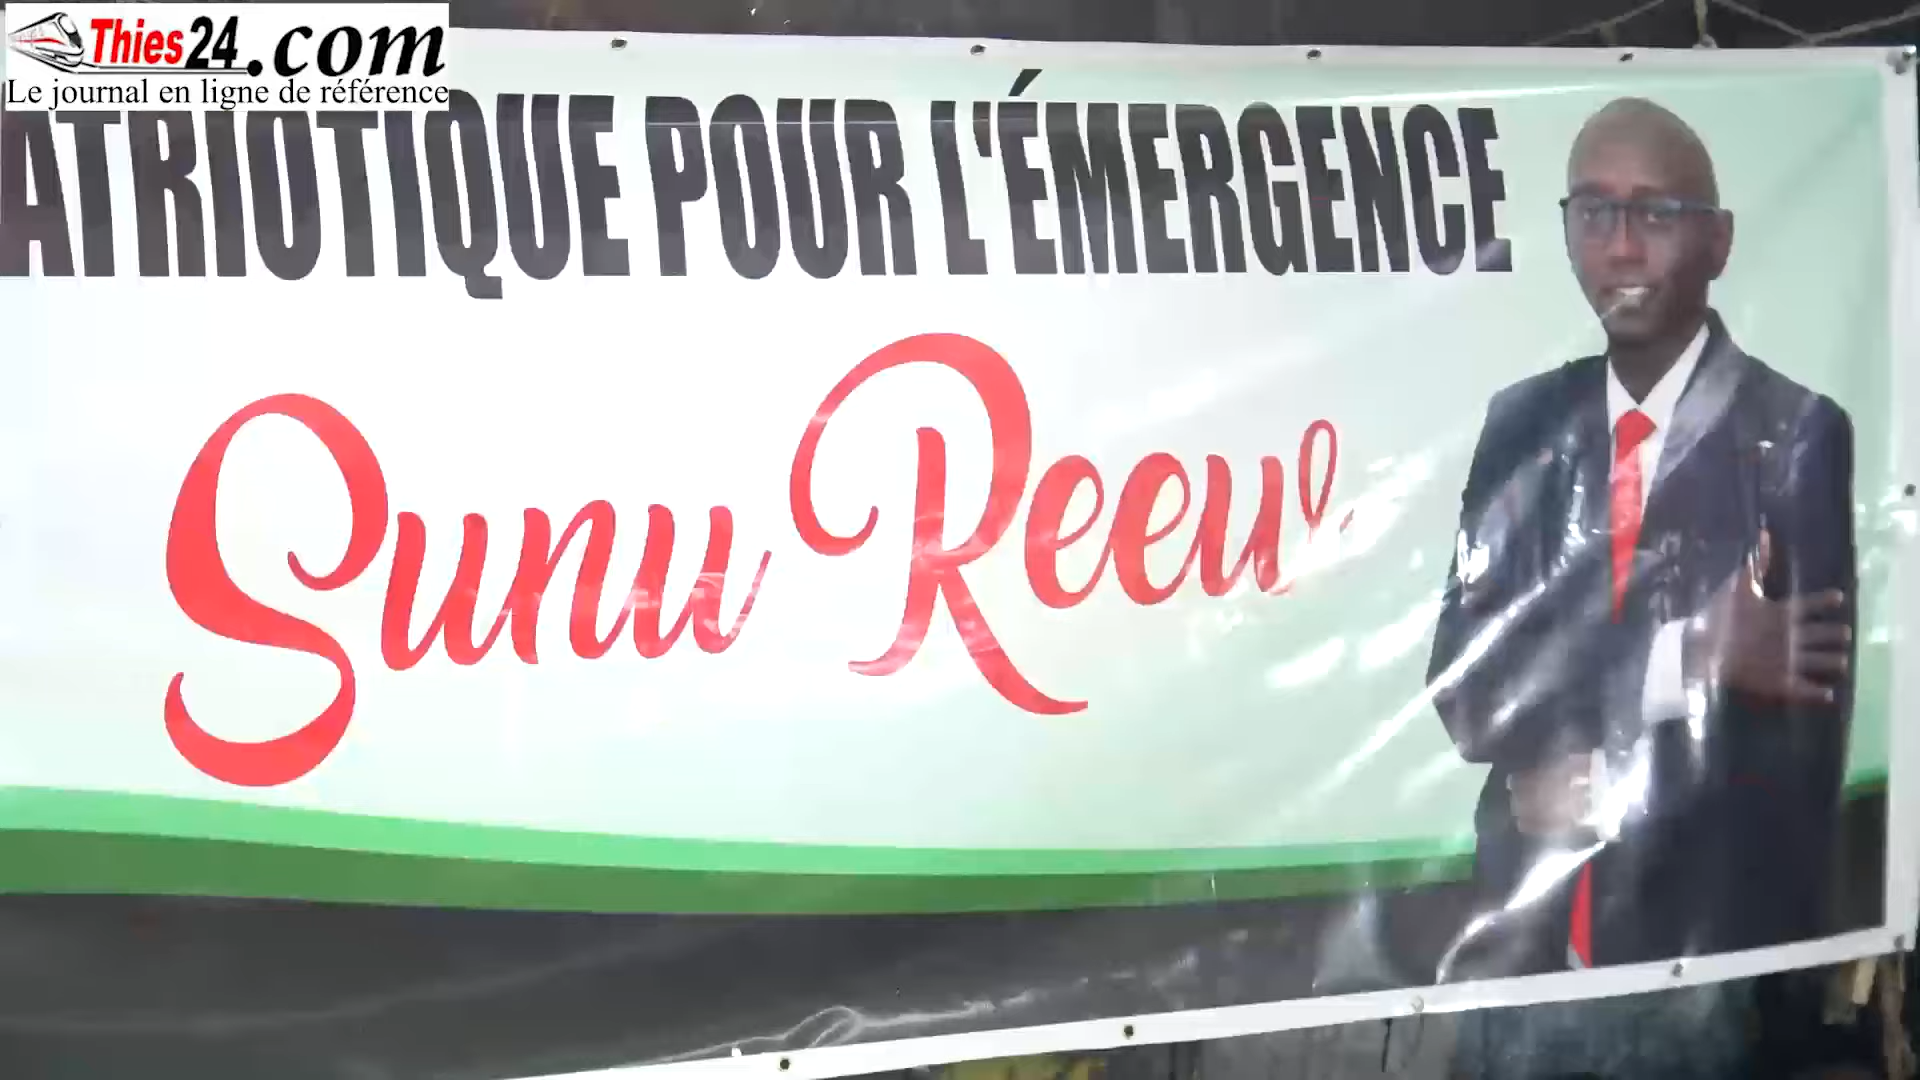 Thies24.com
Le journal en ligne de référence
ATRIOTIQUE POUR L'ÉMERGENCE
Sunu Reew